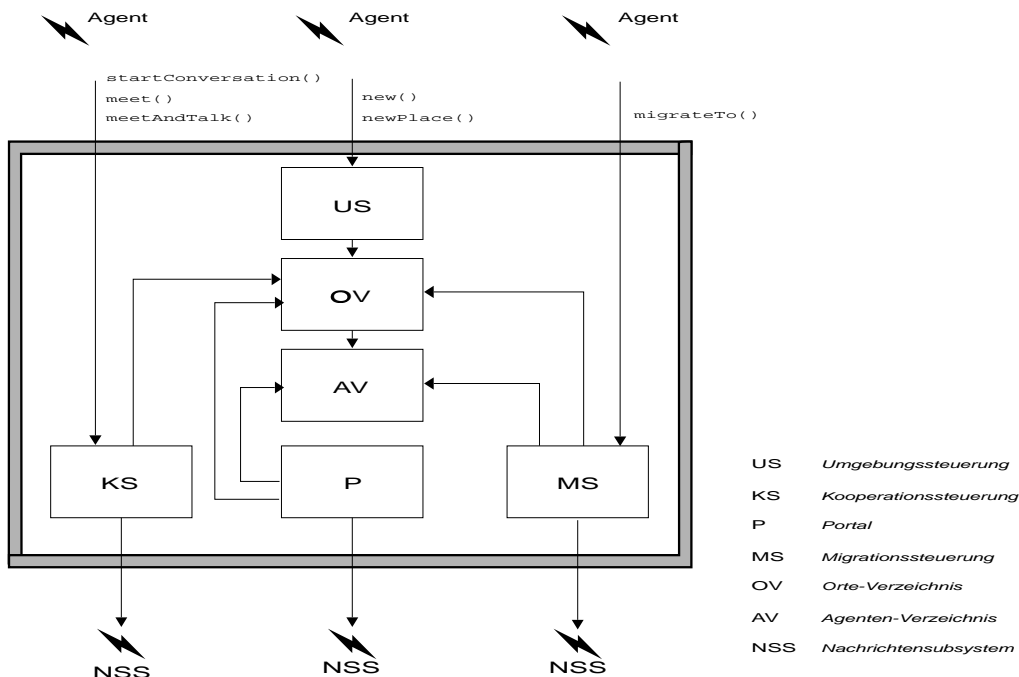 Agent
Agent
Agent
startConversation()
meet()
meetAndTalk()
new()
newPlace()
migrateTo()
US
OV
AV
KS
P
MS
NSS
NSS
NSS
US Umgebungssteuerung
KS Kooperationssteuerung
P Portal
MS Migrationssteuerung
OV Orte-Verzeichnis
AV Agenten-Verzeichnis
NSS Nachrichtensubsystem